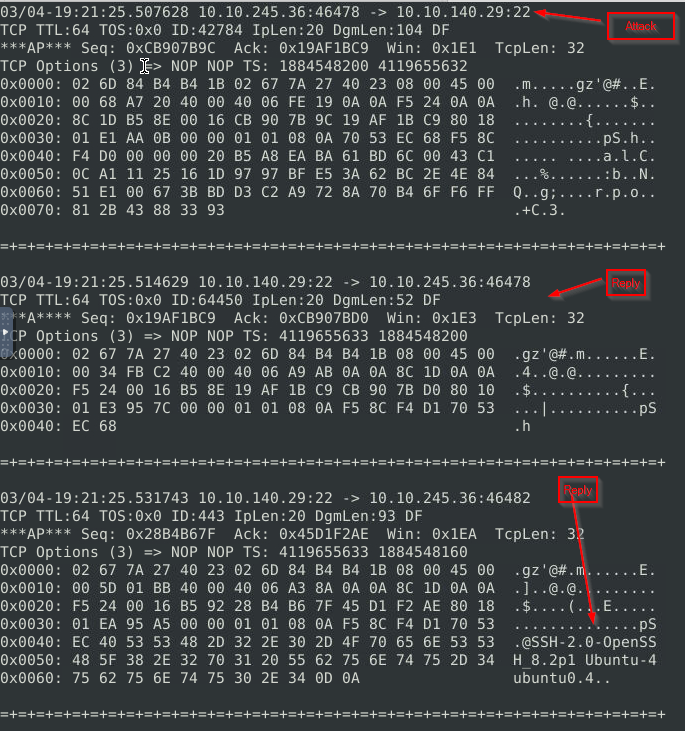 03/04-19:21:25.507628 10.10.245.36:46478 -> 10.10.140.29:22
Attack
TCP TTL:64 TOS:0x0 ID:42784 IpLen:20 DgmLen:104 DF
***AP*** Seq: 0xCB907B9C  Ack: 0x19AF1BC9  Win: 0x1E1  TcpLen: 32
TCP Options (3) => NOP NOP TS: 1884548200 4119655632
0x0000: 02 6D 84 B4 B4 1B 02 67 7A 27 40 23 08 00 45 00  .m.....gz'@#..E.
0x0010: 00 68 A7 20 40 00 40 06 FE 19 0A 0A F5 24 0A 0A  .h. @.@......$..
0x0020: 8C 1D B5 8E 00 16 CB 90 7B 9C 19 AF 1B C9 80 18  ........{.......
0x0030: 01 E1 AA 0B 00 00 01 01 08 0A 70 53 EC 68 F5 8C  ..........pS.h..
0x0040: F4 D0 00 00 00 20 B5 A8 EA BA 61 BD 6C 00 43 C1  ..... ....a.l.C.
0x0050: 0C A1 11 25 16 1D 97 97 BF E5 3A 62 BC 2E 4E 84  ...%......:b..N.
0x0060: 51 E1 00 67 3B BD D3 C2 A9 72 8A 70 B4 6F F6 FF  Q..g;....r.p.o..
0x0070: 81 2B 43 88 33 93  .+C.3.
=+=+=+=+=+=+=+=+=+=+=+=+=+=+=+=+=+=+=+=+=+=+=+=+=+=+=+=+=+=+=+=+=+=+=+=+=+
03/04-19:21:25.514629 10.10.140.29:22 -> 10.10.245.36:46478
Reply
TCP TTL:64 TOS:0x0 ID:64450 IpLen:20 DgmLen:52 DF
**A**** Seq: 0x19AF1BC9  Ack: 0xCB907BD0  Win: 0x1E3  TcpLen: 32
TCP Options (3) => NOP NOP TS: 4119655633 1884548200
0x0000: 02 67 7A 27 40 23 02 6D 84 B4 B4 1B 08 00 45 00  .gz'@#.m......E.
0x0010: 00 34 FB C2 40 00 40 06 A9 AB 0A 0A 8C 1D 0A 0A  .4..@.@.........
0x0020: F5 24 00 16 B5 8E 19 AF 1B C9 CB 90 7B D0 80 10  .$..........{...
0x0030: 01 E3 95 7C 00 00 01 01 08 0A F5 8C F4 D1 70 53  ...|..........pS
0x0040: EC 68  .h
=+=+=+=+=+=+=+=+=+=+=+=+=+=+=+=+=+=+=+=+=+=+=+=+=+=+=+=+=+=+=+=+=+=+=+=+=+
03/04-19:21:25.531743 10.10.140.29:22 -> 10.10.245.36:46482
Reply
TCP TTL:64 TOS:0x0 ID:443 IpLen:20 DgmLen:93 DF
***AP*** Seq: 0x28B4B67F  Ack: 0x45D1F2AE  Win: 0x1EA  TcpLen: 32
TCP Options (3) => NOP NOP TS: 4119655633 1884548160
0x0000: 02 67 7A 27 40 23 02 6D 84 B4 B4 1B 08 00 45 00  .gz'@#.m......E.
0x0010: 00 5D 01 BB 40 00 40 06 A3 8A 0A 0A 8C 1D 0A 0A  .]..@.@.........
0x0020: F5 24 00 16 B5 92 28 B4 B6 7F 45 D1 F2 AE 80 18  .$....(...E.....
0x0030: 01 EA 95 A5 00 00 01 01 08 0A F5 8C F4 D1 70 53  ..............pS
0x0040: EC 40 53 53 48 2D 32 2E 30 2D 4F 70 65 6E 53 53  .@SSH-2.0-OpenSS
0x0050: 48 5F 38 2E 32 70 31 20 55 62 75 6E 74 75 2D 34  H_8.2p1 Ubuntu-4
0x0060: 75 62 75 6E 74 75 30 2E 34 0D 0A  ubuntu0.4..
=+=+=+=+=+=+=+=+=+=+=+=+=+=+=+=+=+=+=+=+=+=+=+=+=+=+=+=+=+=+=+=+=+=+=+=+=+